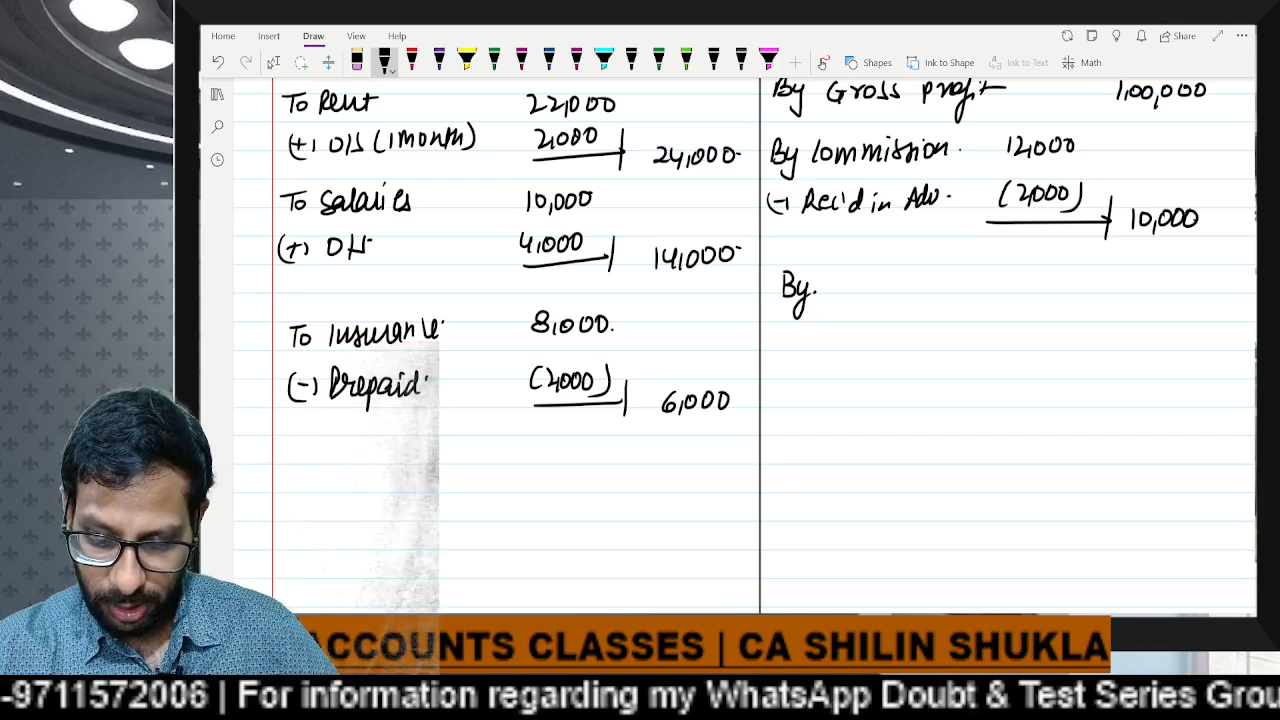 Home Insert Draw View Help Share
Shapes Ink to Shape Ink to Text Math
To Rent 22,000
(+) O/s (1 month) 2,000 24,000
To Salaries 10,000
(+) O/s 4,000 14,000
To Insurance 8,000
(-) Prepaid (2,000) 6,000
By Gross profit 1,00,000
By Commission 12,000
(-) Rec'd in Adv. (2,000) 10,000
By
ACCOUNTS CLASSES | CA SHILIN SHUKLA
-9711572006 | For information regarding my WhatsApp Doubt & Test Series Grou